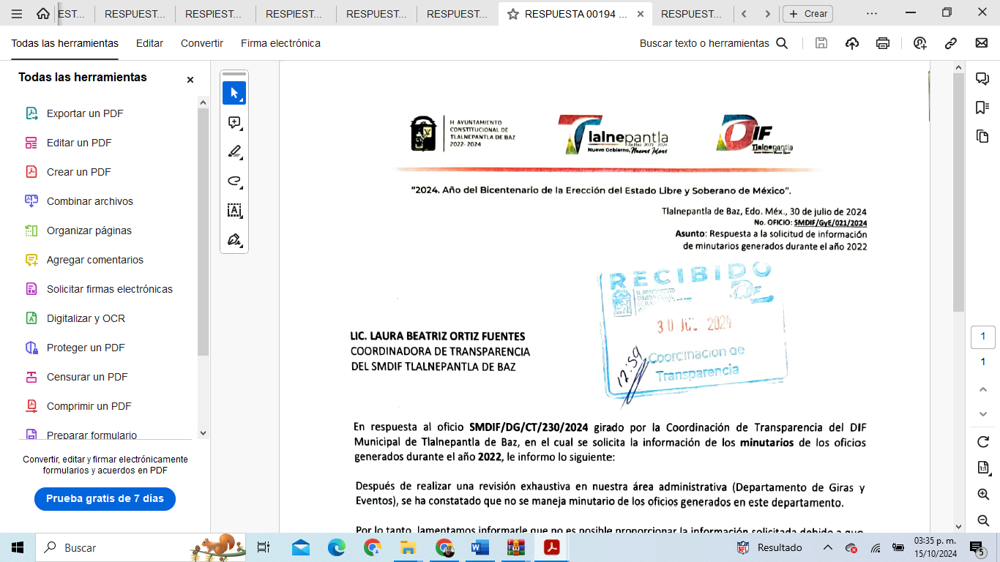 EST...
RESPUEST...
RESPIEST...
RESPIEST...
RESPUEST...
RESPUEST...
RESPUESTA 00194 ...
RESPUEST...
Crear
Todas las herramientas
Editar
Convertir
Firma electrónica
Buscar texto o herramientas
Todas las herramientas
Exportar un PDF
Editar un PDF
Crear un PDF
Combinar archivos
Organizar páginas
Agregar comentarios
Solicitar firmas electrónicas
Digitalizar y OCR
Proteger un PDF
Censurar un PDF
Comprimir un PDF
Preparar formulario
Convertir, editar y firmar electrónicamente
formularios y acuerdos en PDF
Prueba gratis de 7 días
H. AYUNTAMIENTO
CONSTITUCIONAL DE
TLALNEPANTLA DE BAZ
2022- 2024
Tlalnepantla
de Baz 2022 - 2024
Nuevo Gobierno, Nuevas Ideas
DIF
Tlalnepantla
“2024. Año del Bicentenario de la Erección del Estado Libre y Soberano de México”.
Tlalnepantla de Baz, Edo. Méx., 30 de julio de 2024
No. OFICIO: SMDIF/GyE/021/2024
Asunto: Respuesta a la solicitud de información
de minutarios generados durante el año 2022
RECIBIDO
30 JUL 2024
Coordinación de
Transparencia
17:59
LIC. LAURA BEATRIZ ORTIZ FUENTES
COORDINADORA DE TRANSPARENCIA
DEL SMDIF TLALNEPANTLA DE BAZ
En respuesta al oficio SMDIF/DG/CT/230/2024 girado por la Coordinación de Transparencia del DIF
Municipal de Tlalnepantla de Baz, en el cual se solicita la información de los minutarios de los oficios
generados durante el año 2022, le informo lo siguiente:
Después de realizar una revisión exhaustiva en nuestra área administrativa (Departamento de Giras y
Eventos), se ha constatado que no se maneja minutario de los oficios generados en este departamento.
Por lo tanto, lamentamos informarle que no es posible proporcionar la información solicitada debido a que
1
1
Buscar
Resultado
03:35 p. m.
15/10/2024
5